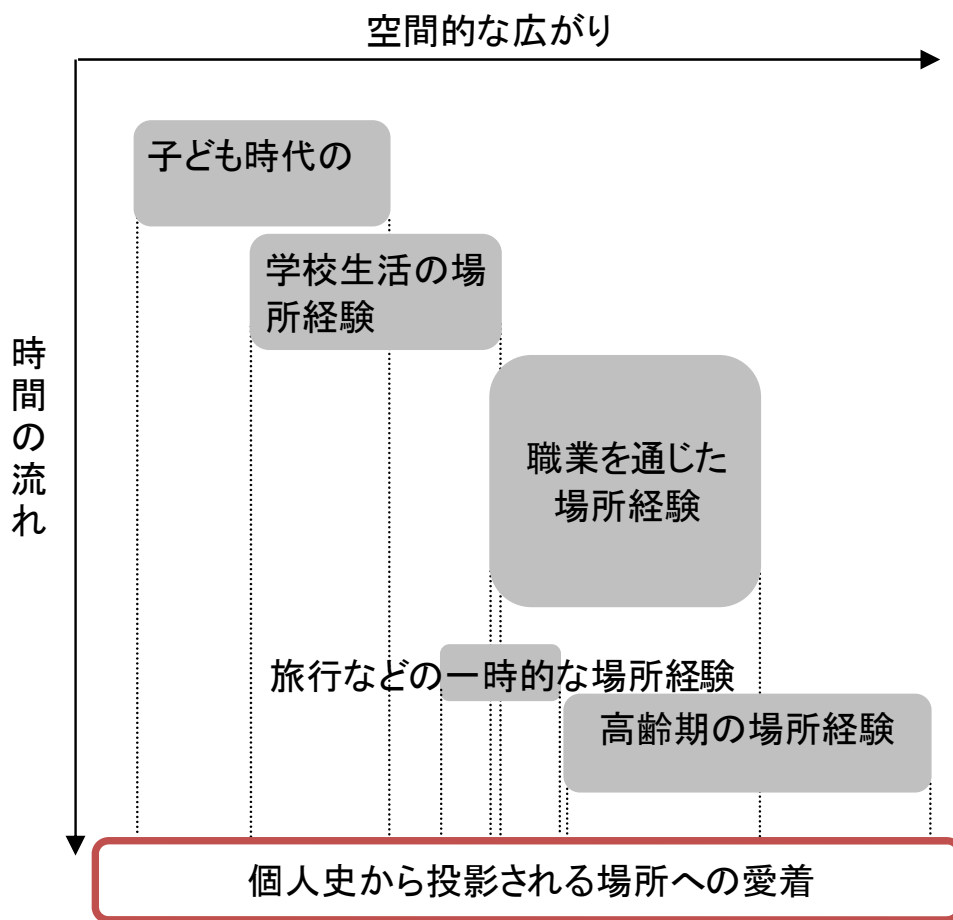 空間的な広がり
子ども時代の
学校生活の場
所経験
時間の流れ
職業を通じた
場所経験
旅行などの一時的な場所経験
高齢期の場所経験
個人史から投影される場所への愛着